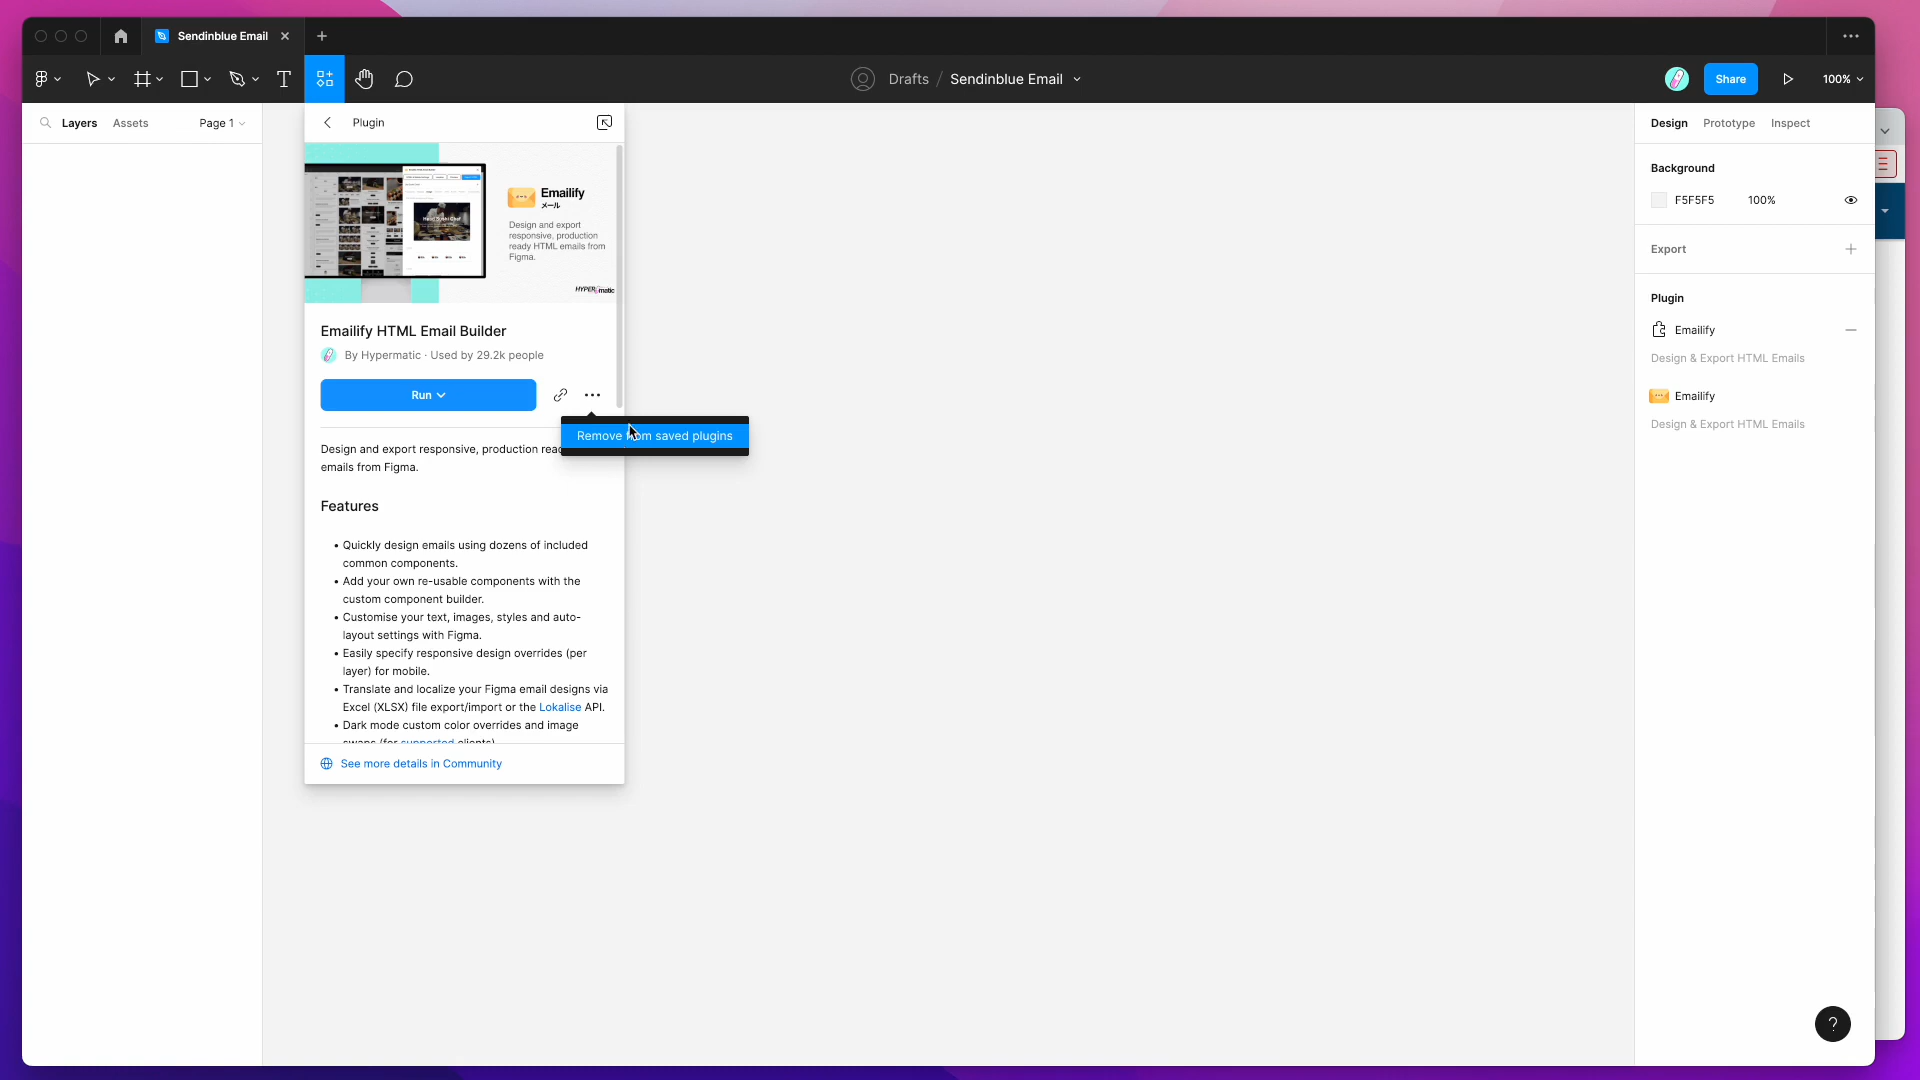 Sendinblue Email
Drafts / Sendinblue Email
Share
100%
Layers
Assets
Page 1
Plugin
Emailify
メール
Design and export
responsive, production
ready HTML emails from
Figma.
HYPERmatic
Emailify HTML Email Builder
By Hypermatic · Used by 29.2k people
Run
Remove from saved plugins
Design and export responsive, production
emails from Figma.
Features
• Quickly design emails using dozens of included
common components.
• Add your own re-usable components with the
custom component builder.
• Customise your text, images, styles and auto-
layout settings with Figma.
• Easily specify responsive design overrides (per
layer) for mobile.
• Translate and localize your Figma email designs via
Excel (XLSX) file export/import or the Lokalise API.
• Dark mode custom color overrides and image
swaps (for supported clients)
See more details in Community
Design
Prototype
Inspect
Background
F5F5F5
100%
Export
Plugin
Emailify
Design & Export HTML Emails
Emailify
Design & Export HTML Emails
?